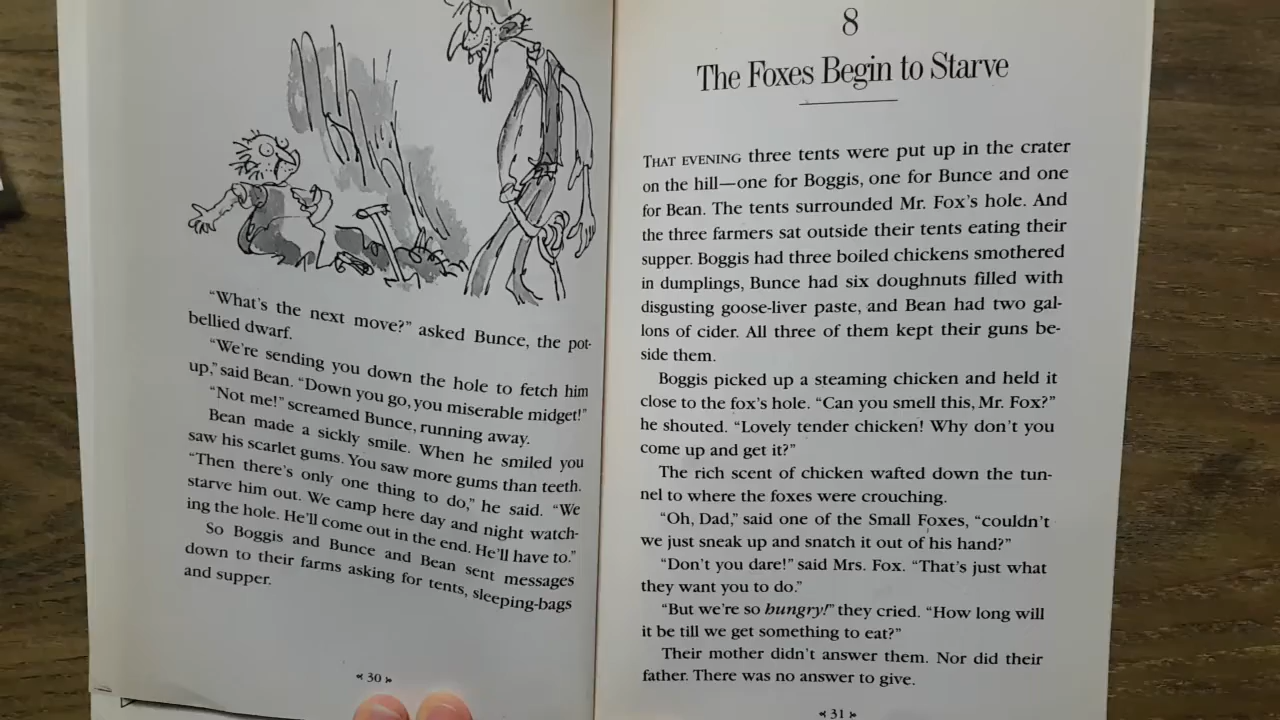 "What's the next move?" asked Bunce, the pot-
bellied dwarf.
"We're sending you down the hole to fetch him
up," said Bean. "Down you go, you miserable midget!"
"Not me!" screamed Bunce, running away.
Bean made a sickly smile. When he smiled you
saw his scarlet gums. You saw more gums than teeth.
"Then there's only one thing to do," he said. "We
starve him out. We camp here day and night watch-
ing the hole. He'll come out in the end. He'll have to."
So Boggis and Bunce and Bean sent messages
down to their farms asking for tents, sleeping-bags
and supper.
30
8
The Foxes Begin to Starve
THAT EVENING three tents were put up in the crater
on the hill—one for Boggis, one for Bunce and one
for Bean. The tents surrounded Mr. Fox's hole. And
the three farmers sat outside their tents eating their
supper. Boggis had three boiled chickens smothered
in dumplings, Bunce had six doughnuts filled with
disgusting goose-liver paste, and Bean had two gal-
lons of cider. All three of them kept their guns be-
side them.
Boggis picked up a steaming chicken and held it
close to the fox's hole. "Can you smell this, Mr. Fox?"
he shouted. "Lovely tender chicken! Why don't you
come up and get it?"
The rich scent of chicken wafted down the tun-
nel to where the foxes were crouching.
"Oh, Dad," said one of the Small Foxes, "couldn't
we just sneak up and snatch it out of his hand?"
"Don't you dare!" said Mrs. Fox. "That's just what
they want you to do."
"But we're so hungry!" they cried. "How long will
it be till we get something to eat?"
Their mother didn't answer them. Nor did their
father. There was no answer to give.
31